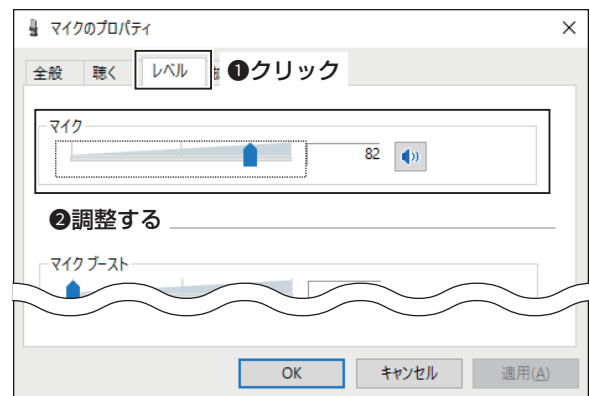 マイクのプロパティ
全般 聴く レベル ❶クリック
マイク
82
❷調整する
マイク ブースト
OK キャンセル 適用(A)